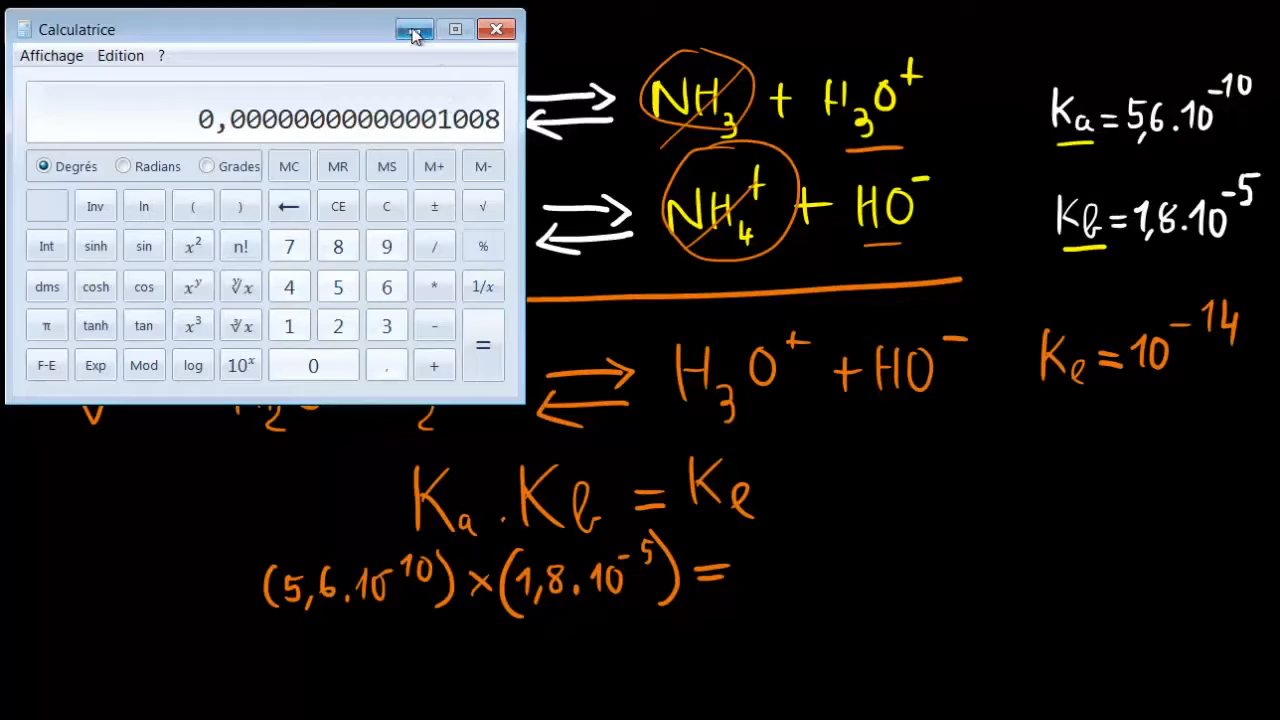 Calculatrice
Affichage Edition ?
0,00000000000001008
Degrés Radians Grades MC MR MS M+ M-
Inv ln ( ) ← CE C ± √
Int sinh sin x² n! 7 8 9 / %
dms cosh cos xʸ ʸ√x 4 5 6 * 1/x
π tanh tan x³ ³√x 1 2 3 - =
F-E Exp Mod log 10ˣ 0 , +
⇌ NH₃ + H₃O⁺ Ka = 5,6.10⁻¹⁰
⇌ NH₄⁺ + HO⁻ Kb = 1,8.10⁻⁵
⇌ H₃O⁺ + HO⁻ Ke = 10⁻¹⁴
Ka . Kb = Ke
(5,6.10⁻¹⁰) × (1,8.10⁻⁵) =